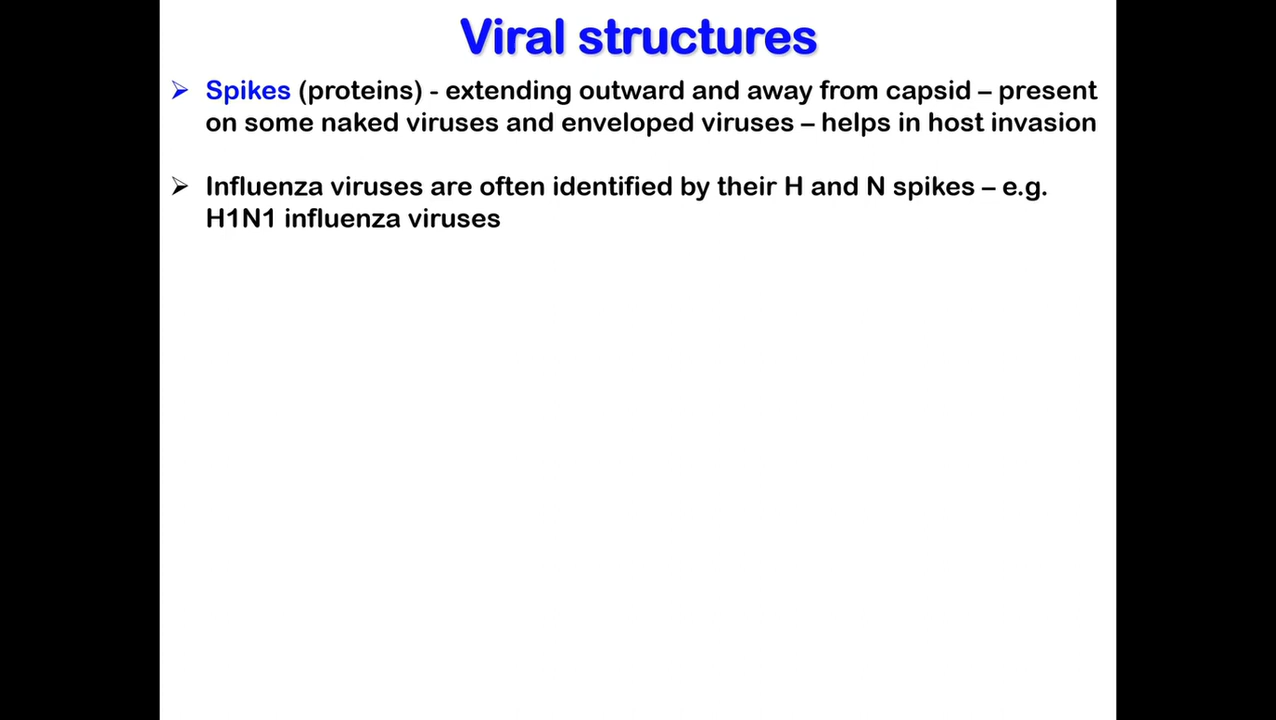 Viral structures
➢ Spikes (proteins) - extending outward and away from capsid – present
on some naked viruses and enveloped viruses – helps in host invasion
➢ Influenza viruses are often identified by their H and N spikes – e.g.
H1N1 influenza viruses